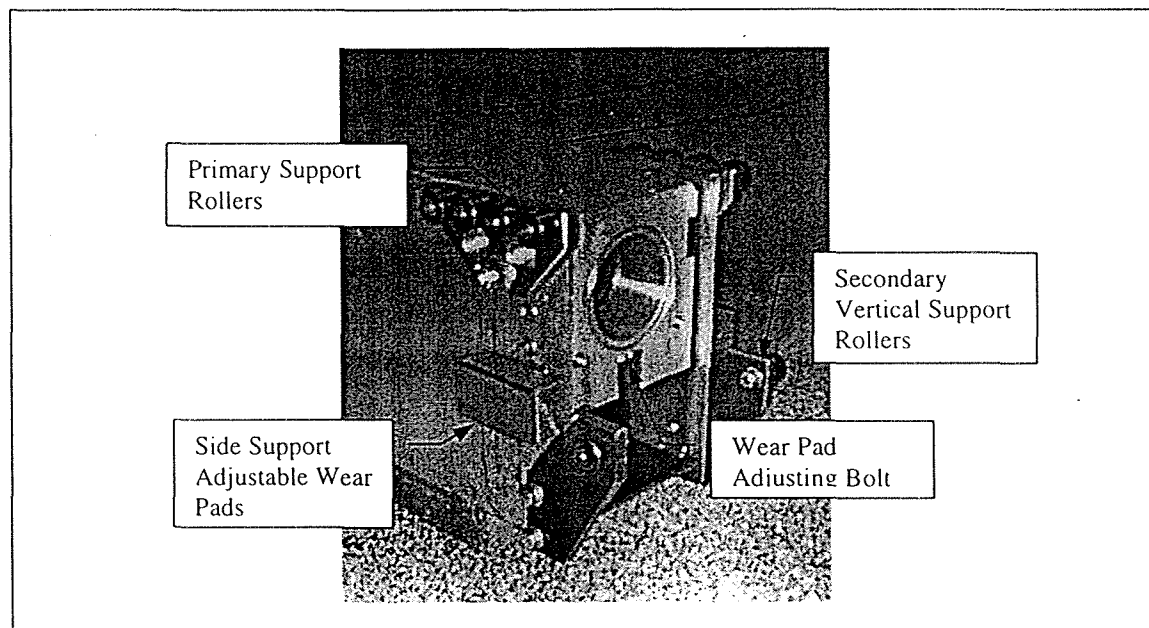 Primary Support
Rollers
Secondary
Vertical Support
Rollers
Side Support
Adjustable Wear
Pads
Wear Pad
Adjusting Bolt